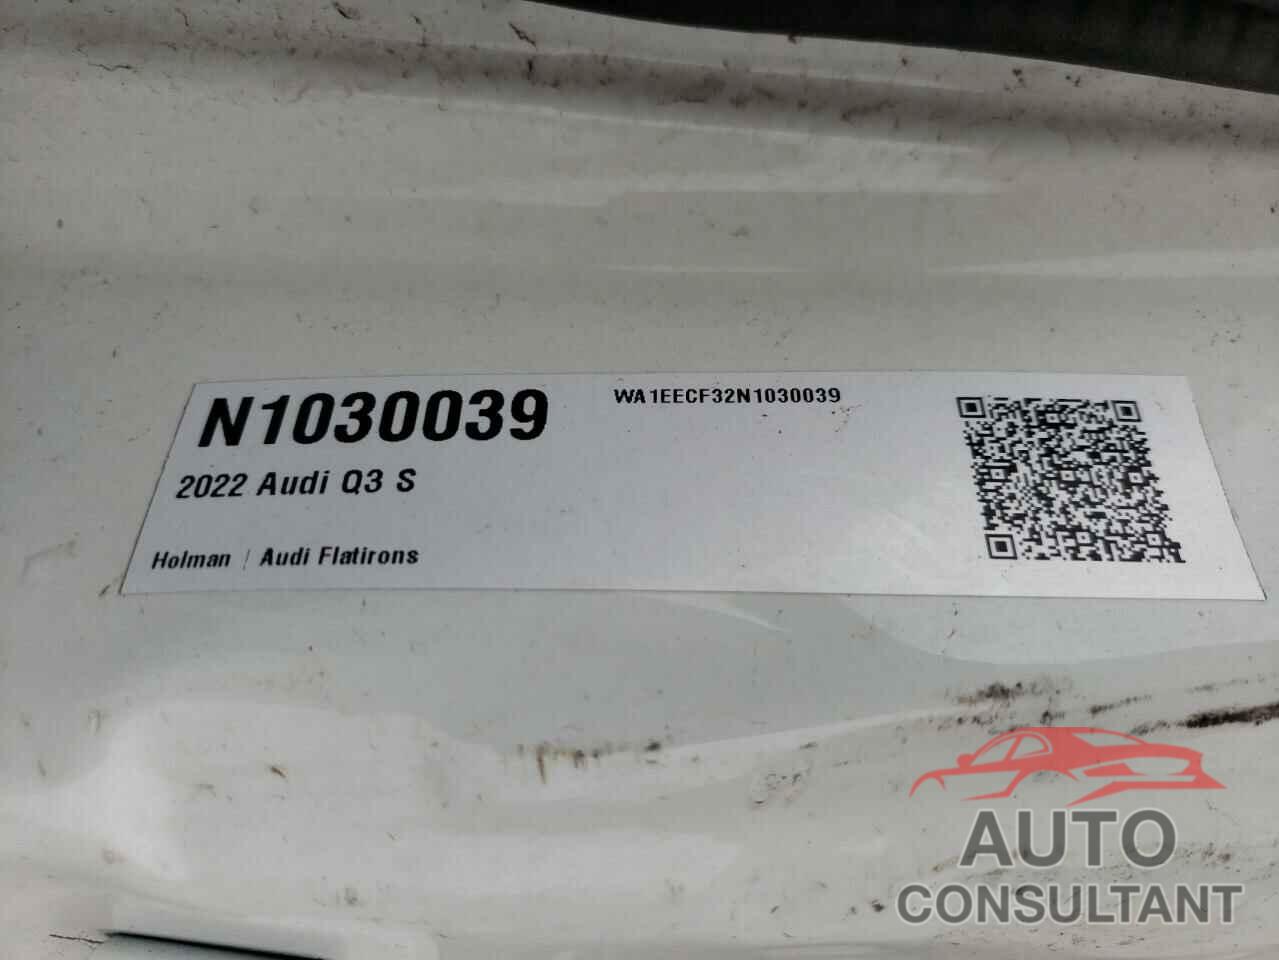 N1030039
WA1EECF32N1030039
2022 Audi Q3 S
Holman | Audi Flatirons
AUTO
CONSULTANT